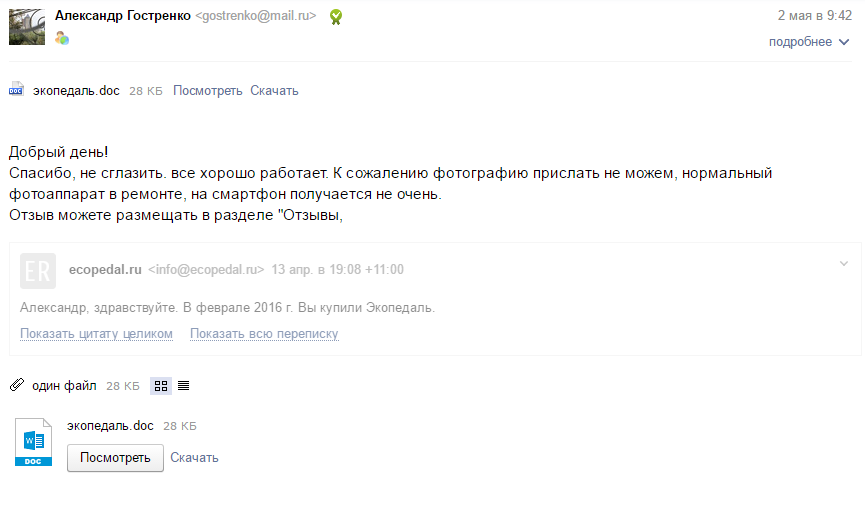 Александр Гостренко <gostrenko@mail.ru> 2 мая в 9:42
подробнее
экопедаль.doc 28 КБ Посмотреть Скачать
Добрый день!
Спасибо, не сглазить. все хорошо работает. К сожалению фотографию прислать не можем, нормальный
фотоаппарат в ремонте, на смартфон получается не очень.
Отзыв можете размещать в разделе "Отзывы,
ER ecopedal.ru <info@ecopedal.ru> 13 апр. в 19:08 +11:00
Александр, здравствуйте. В феврале 2016 г. Вы купили Экопедаль.
Показать цитату целиком Показать всю переписку
один файл 28 КБ
экопедаль.doc 28 КБ
W
DOC
Посмотреть Скачать